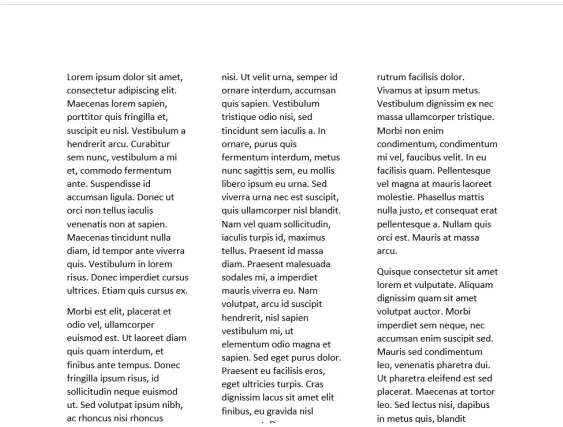 Lorem ipsum dolor sit amet,
consectetur adipiscing elit.
Maecenas lorem sapien,
porttitor quis fringilla et,
suscipit eu nisl. Vestibulum a
hendrerit arcu. Curabitur
sem nunc, vestibulum a mi
et, commodo fermentum
ante. Suspendisse id
accumsan ligula. Donec ut
orci non tellus iaculis
venenatis non at sapien.
Maecenas tincidunt nulla
diam, id tempor ante viverra
quis. Vestibulum in lorem
risus. Donec imperdiet cursus
ultrices. Etiam quis cursus ex.
Morbi est elit, placerat et
odio vel, ullamcorper
euismod est. Ut laoreet diam
quis quam interdum, et
finibus ante tempus. Donec
fringilla ipsum risus, id
sollicitudin neque euismod
ut. Sed volutpat ipsum nibh,
ac rhoncus nisi rhoncus
nisi. Ut velit urna, semper id
ornare interdum, accumsan
quis sapien. Vestibulum
tristique odio nisi, sed
tincidunt sem iaculis a. In
ornare, purus quis
fermentum interdum, metus
nunc sagittis sem, eu mollis
libero ipsum eu urna. Sed
viverra urna nec est suscipit,
quis ullamcorper nisl blandit.
Nam vel quam sollicitudin,
iaculis turpis id, maximus
tellus. Praesent id massa
diam. Praesent malesuada
sodales mi, a imperdiet
mauris viverra eu. Nam
volutpat, arcu id suscipit
hendrerit, nisl sapien
vestibulum mi, ut
elementum odio magna et
sapien. Sed eget purus dolor.
Praesent eu facilisis eros,
eget ultricies turpis. Cras
dignissim lacus sit amet elit
finibus, eu gravida nisl
rutrum facilisis dolor.
Vivamus at ipsum metus.
Vestibulum dignissim ex nec
massa ullamcorper tristique.
Morbi non enim
condimentum, condimentum
mi vel, faucibus velit. In eu
facilisis quam. Pellentesque
vel magna at mauris laoreet
molestie. Phasellus mattis
nulla justo, et consequat erat
pellentesque a. Nullam quis
orci est. Mauris at massa
arcu.
Quisque consectetur sit amet
lorem et vulputate. Aliquam
dignissim quam sit amet
volutpat auctor. Morbi
imperdiet sem neque, nec
accumsan enim suscipit sed.
Mauris sed condimentum
leo, venenatis pharetra dui.
Ut pharetra eleifend est sed
placerat. Maecenas at tortor
leo. Sed lectus nisi, dapibus
in metus quis, blandit